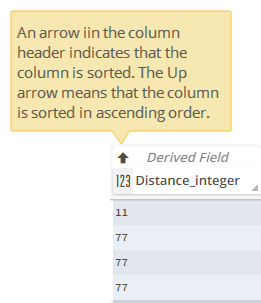 An arrow iin the column
header indicates that the
column is sorted. The Up
arrow means that the column
is sorted in ascending order.
Derived Field
123 Distance_integer
11
77
77
77